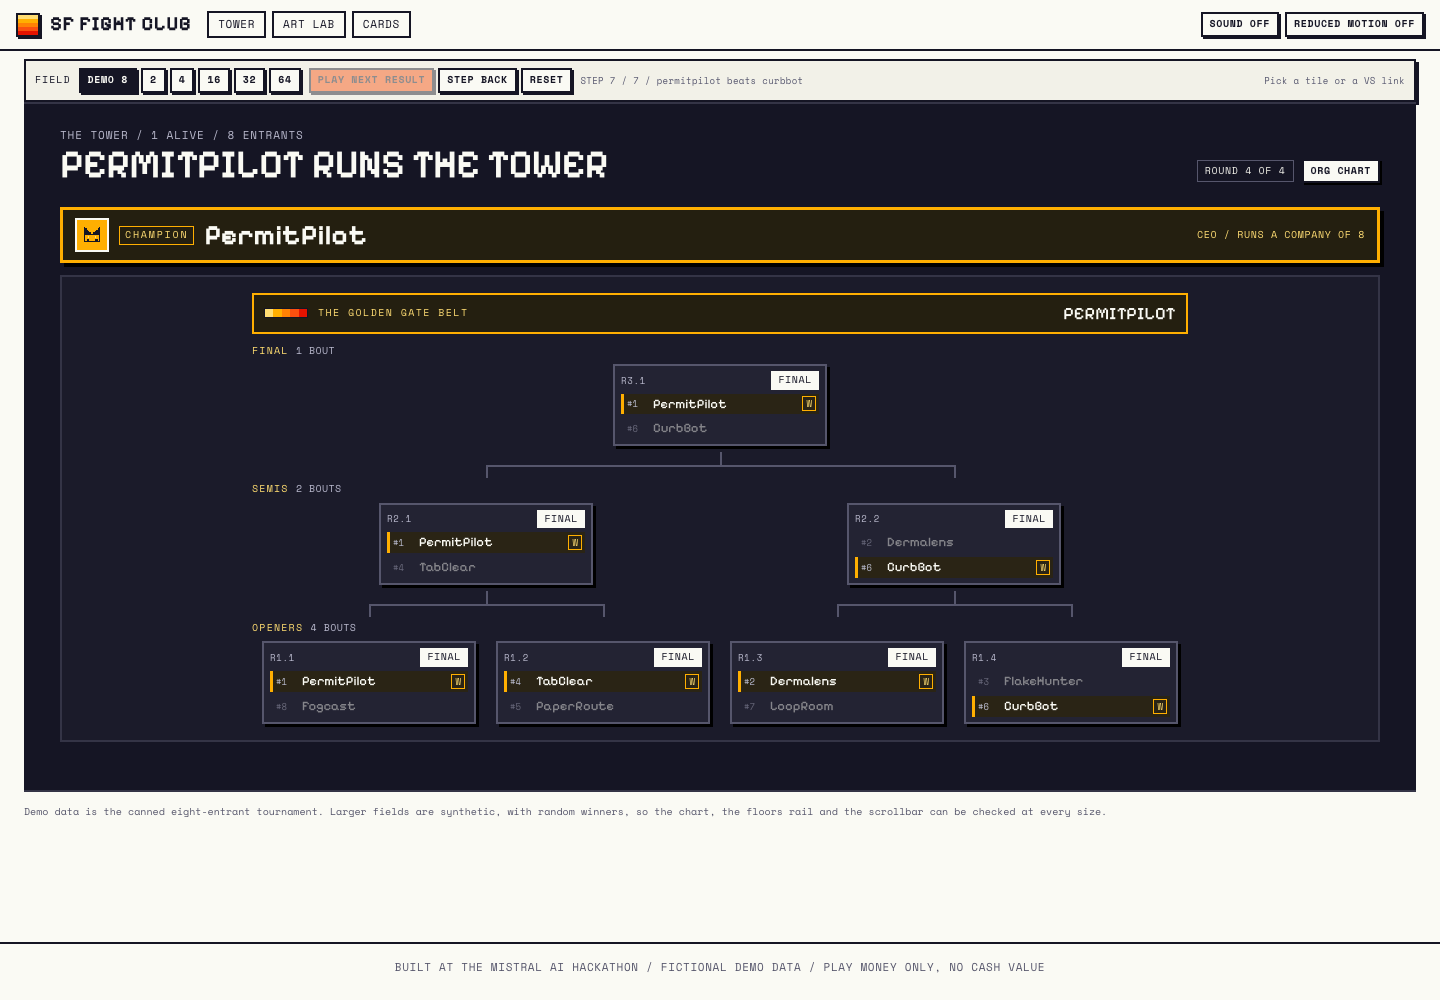 SF FIGHT CLUB TOWER ART LAB CARDS SOUND OFF REDUCED MOTION OFF
FIELD DEMO 8 2 4 16 32 64 PLAY NEXT RESULT STEP BACK RESET STEP 7 / 7 / permitpilot beats curbbot Pick a tile or a VS link
THE TOWER / 1 ALIVE / 8 ENTRANTS
PERMITPILOT RUNS THE TOWER
ROUND 4 OF 4 ORG CHART
CHAMPION PermitPilot CEO / RUNS A COMPANY OF 8
THE GOLDEN GATE BELT PERMITPILOT
FINAL 1 BOUT
R3.1 FINAL
#1 PermitPilot W
#6 CurbBot
SEMIS 2 BOUTS
R2.1 FINAL
#1 PermitPilot W
#4 TabClear
R2.2 FINAL
#2 Dermalens
#6 CurbBot W
OPENERS 4 BOUTS
R1.1 FINAL
#1 PermitPilot W
#8 Fogcast
R1.2 FINAL
#4 TabClear W
#5 PaperRoute
R1.3 FINAL
#2 Dermalens W
#7 LoopRoom
R1.4 FINAL
#3 FlakeHunter
#6 CurbBot W
Demo data is the canned eight-entrant tournament. Larger fields are synthetic, with random winners, so the chart, the floors rail and the scrollbar can be checked at every size.
BUILT AT THE MISTRAL AI HACKATHON / FICTIONAL DEMO DATA / PLAY MONEY ONLY, NO CASH VALUE